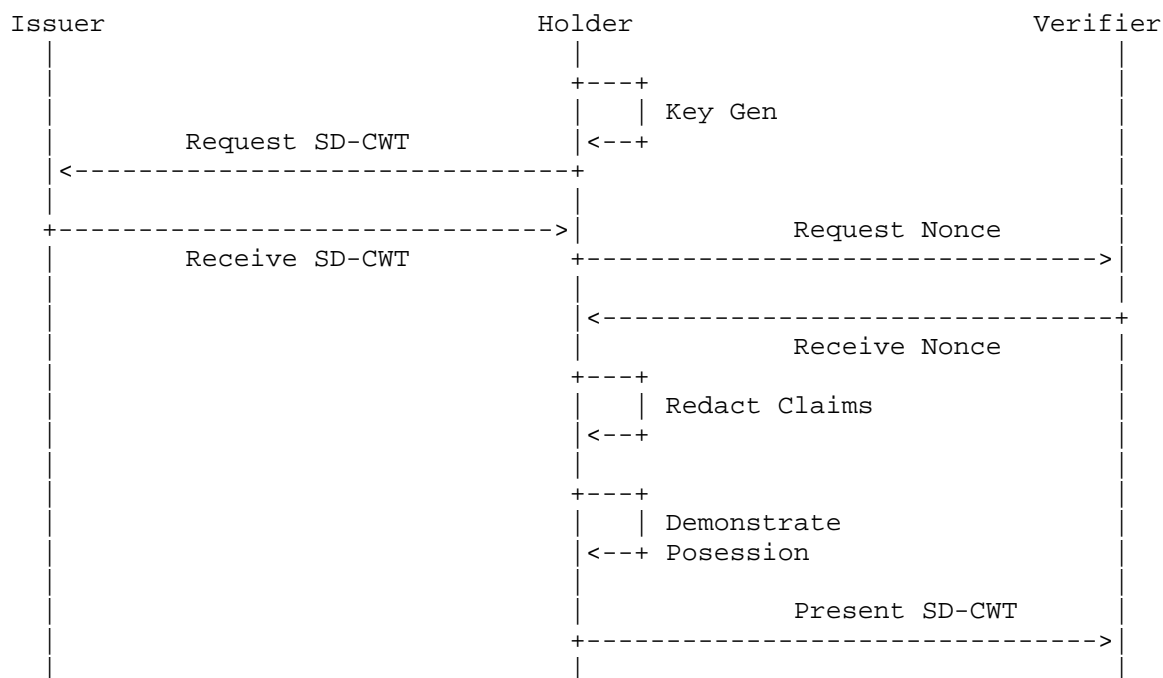 Issuer Holder Verifier
Key Gen
Request SD-CWT
Request Nonce
Receive SD-CWT
Receive Nonce
Redact Claims
Demonstrate
Posession
Present SD-CWT